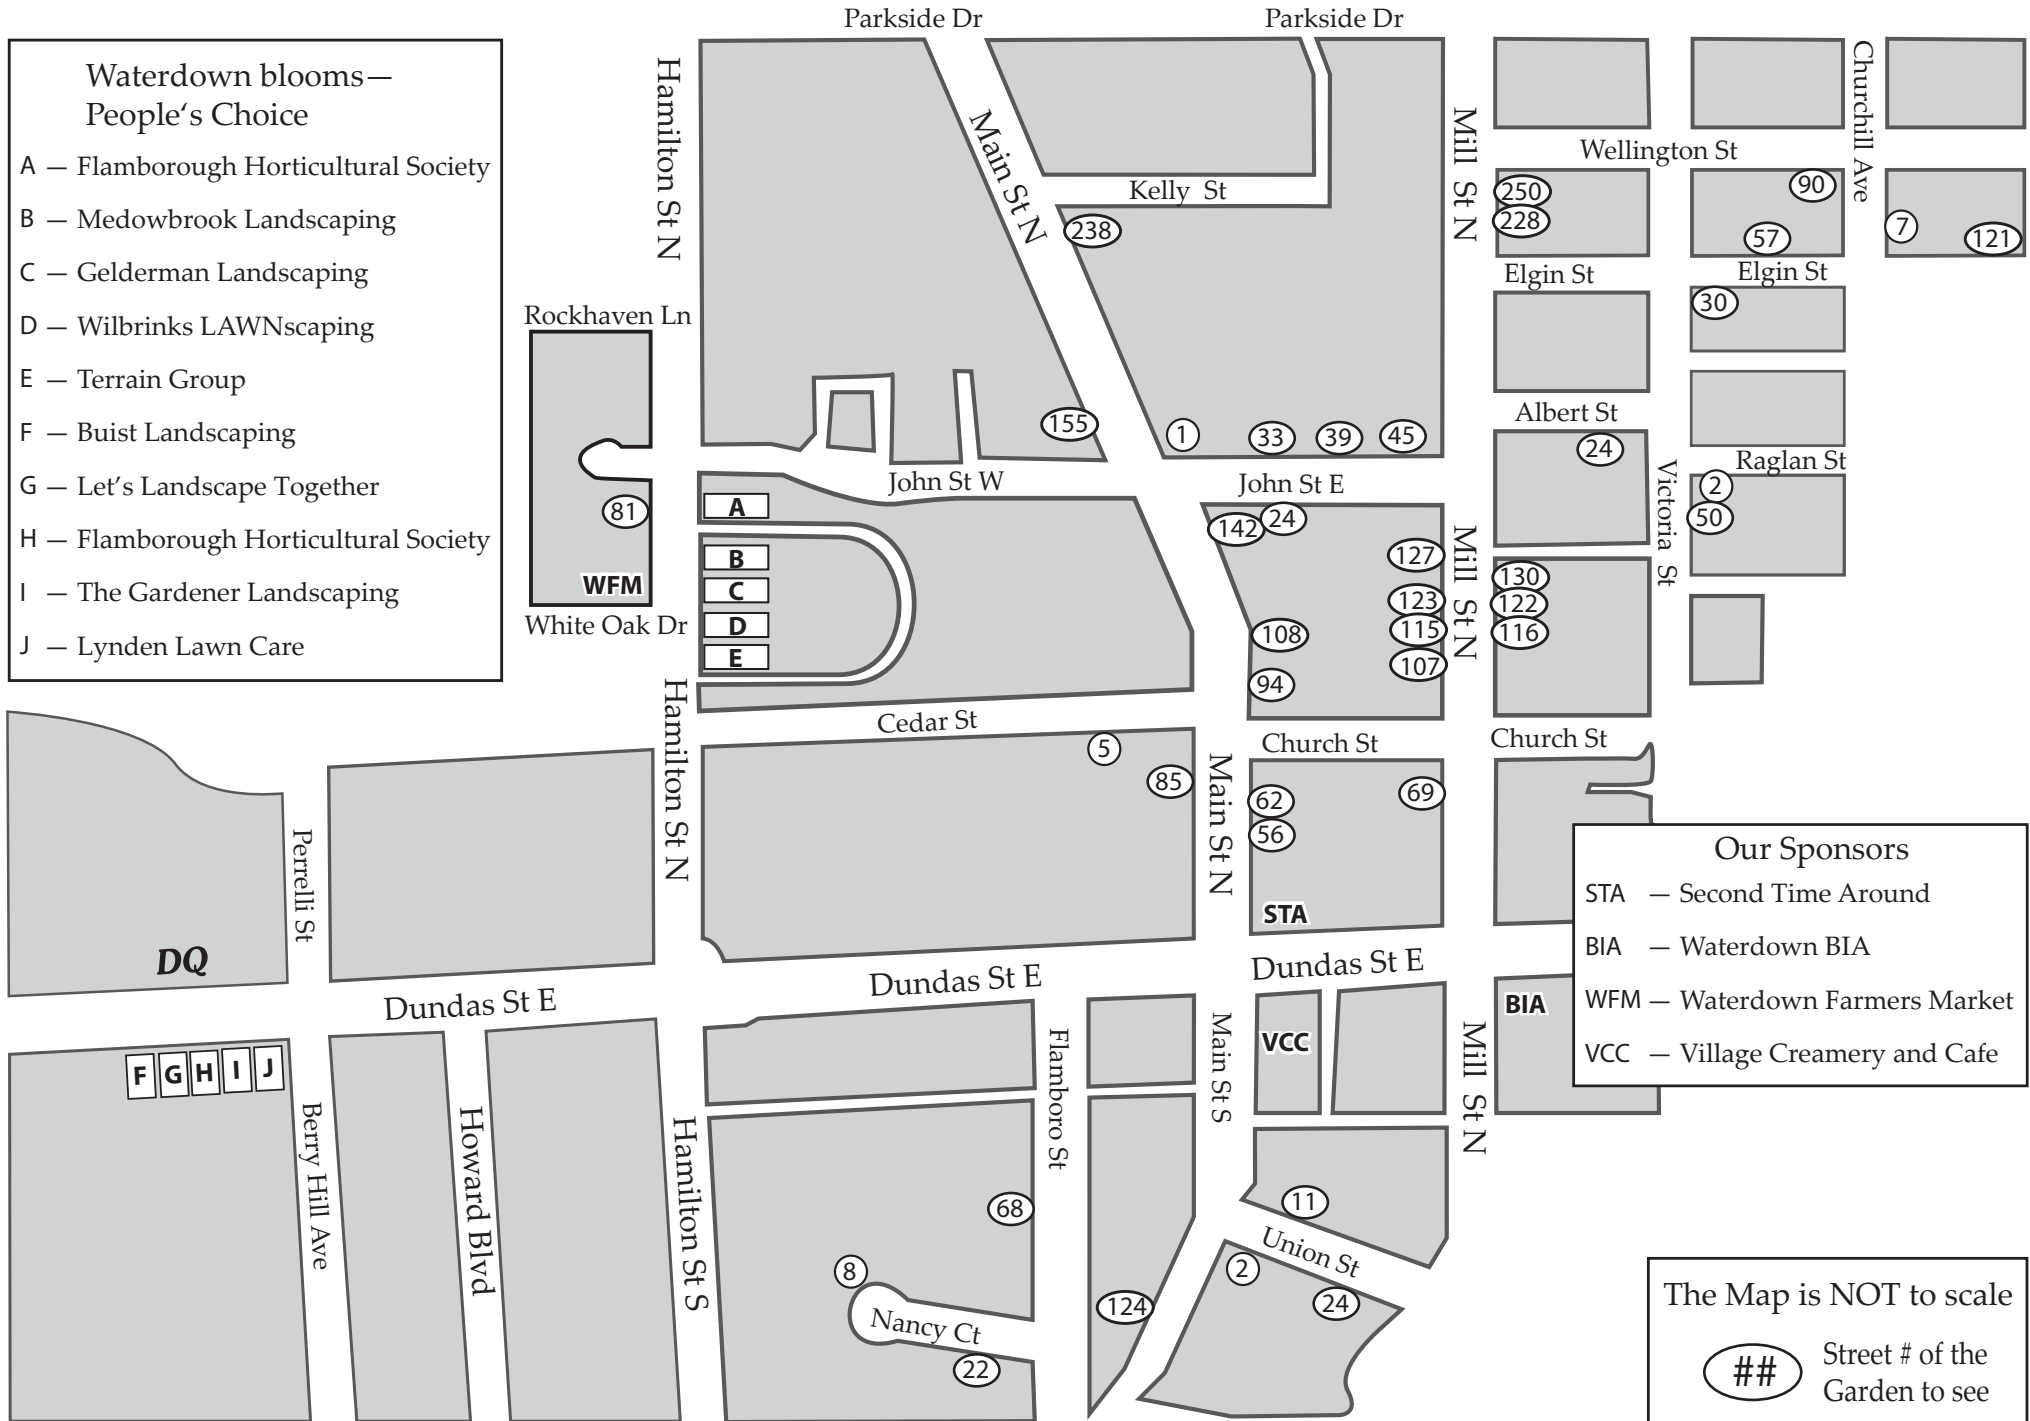 Parkside Dr
Parkside Dr
Waterdown blooms—
People‘s Choice
A — Flamborough Horticultural Society
B — Medowbrook Landscaping
C — Gelderman Landscaping
D — Wilbrinks LAWNscaping
E — Terrain Group
F — Buist Landscaping
G — Let’s Landscape Together
H — Flamborough Horticultural Society
I — The Gardener Landscaping
J — Lynden Lawn Care
Hamilton St N
Main St N
Mill St N
Churchill Ave
Wellington St
Kelly St
250
228
90
57
7
121
238
Elgin St
Elgin St
30
Rockhaven Ln
Albert St
155
1
33
39
45
24
Raglan St
John St W
John St E
Victoria St
2
50
81
WFM
White Oak Dr
A
B
C
D
E
142
24
127
123
115
107
108
94
Mill St N
130
122
116
Hamilton St N
Cedar St
Church St
Church St
5
85
Main St N
62
56
69
STA
Perrelli St
DQ
Our Sponsors
STA — Second Time Around
BIA — Waterdown BIA
WFM — Waterdown Farmers Market
VCC — Village Creamery and Cafe
Dundas St E
Dundas St E
Dundas St E
BIA
VCC
F
G
H
I
J
Berry Hill Ave
Howard Blvd
Hamilton St S
Flamboro St
Main St S
Mill St N
68
8
Nancy Ct
22
124
11
Union St
2
24
The Map is NOT to scale
## Street # of the
Garden to see